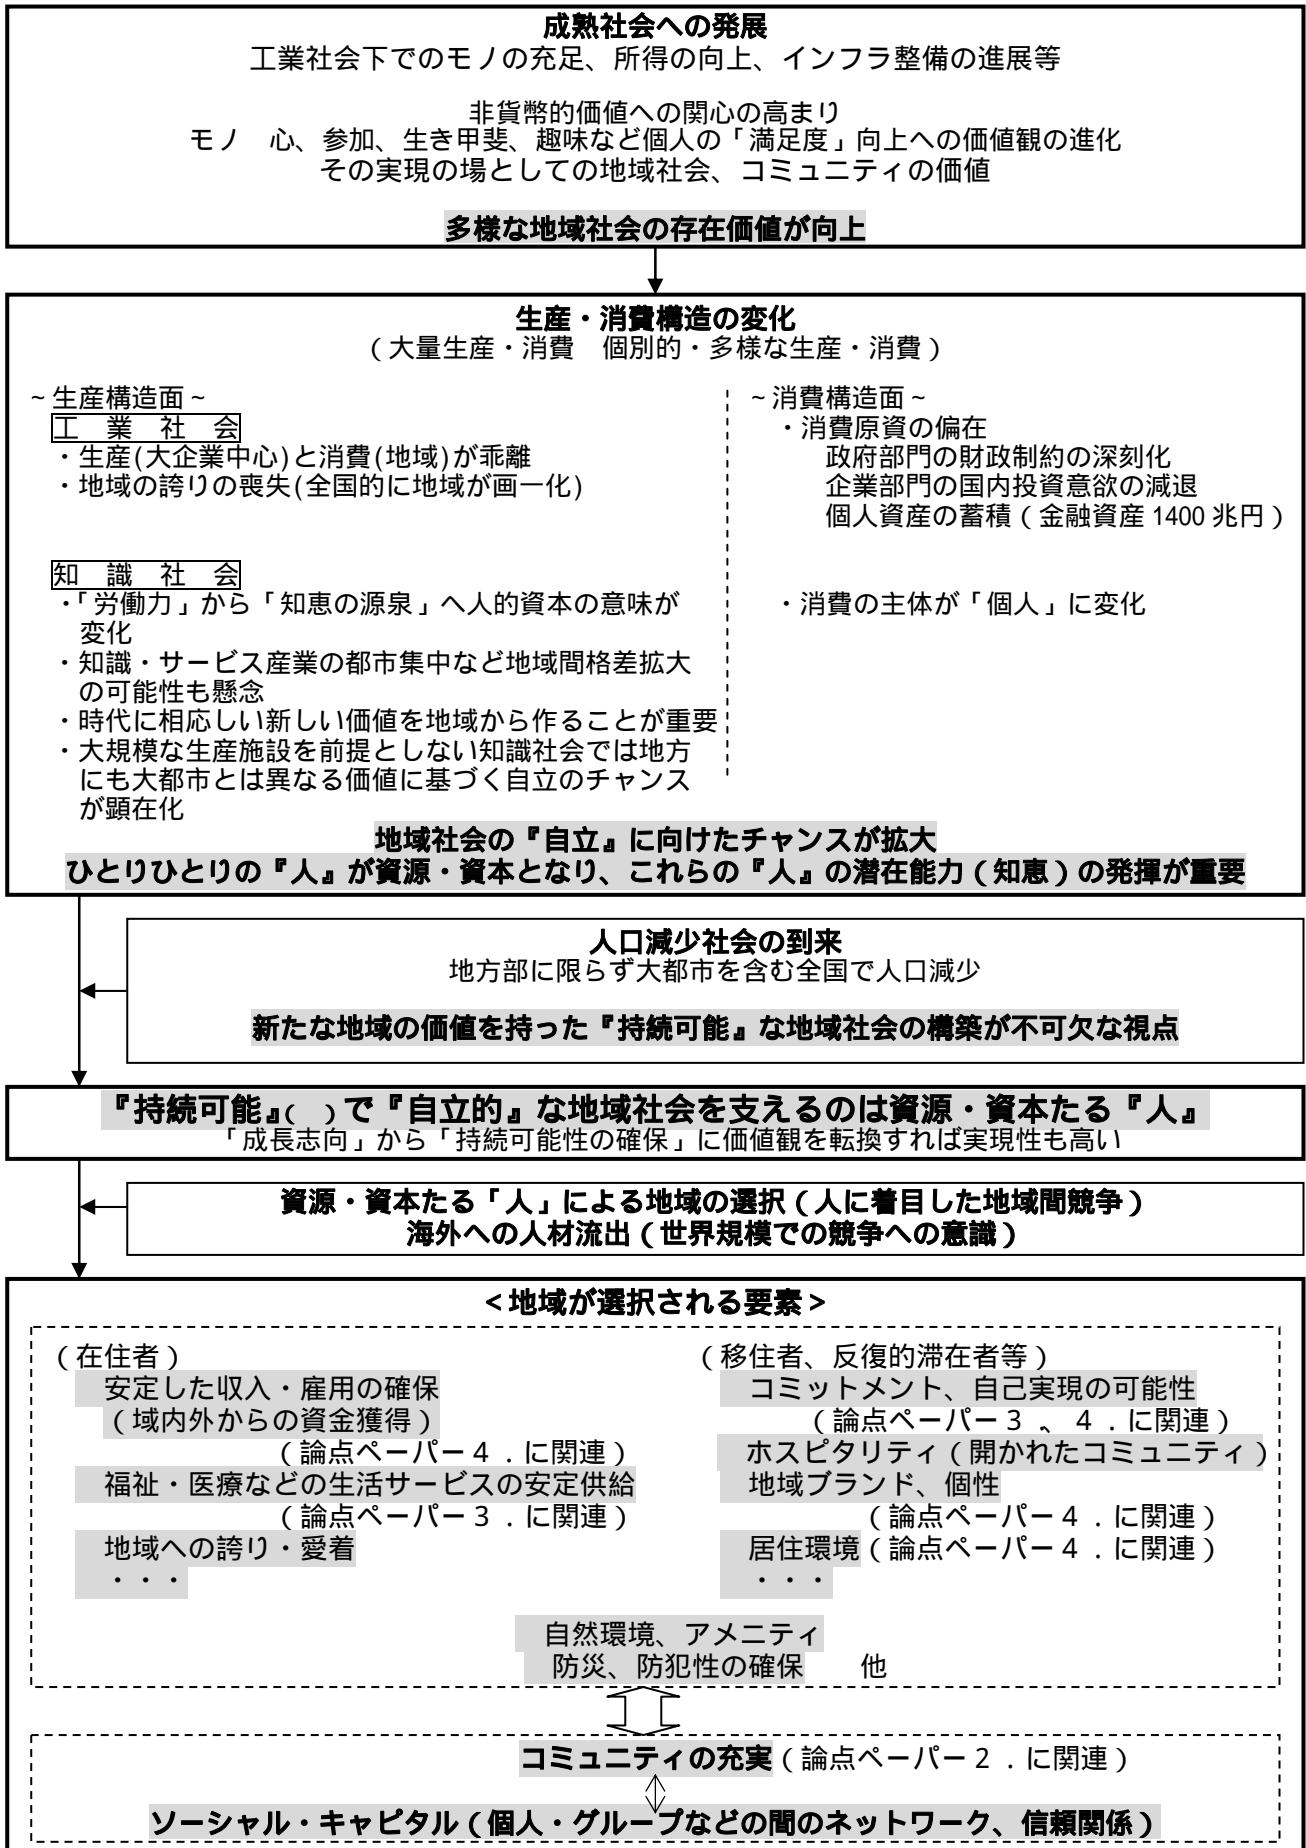 成熟社会への発展
工業社会下でのモノの充足、所得の向上、インフラ整備の進展等
非貨幣的価値への関心の高まり
モノ　心、参加、生き甲斐、趣味など個人の「満足度」向上への価値観の進化
その実現の場としての地域社会、コミュニティの価値
多様な地域社会の存在価値が向上
生産・消費構造の変化
（大量生産・消費　個別的・多様な生産・消費）
~生産構造面~
工　業　社　会
・生産(大企業中心)と消費(地域)が乖離
・地域の誇りの喪失(全国的に地域が画一化)
知　識　社　会
・「労働力」から「知恵の源泉」へ人的資本の意味が
変化
・知識・サービス産業の都市集中など地域間格差拡大
の可能性も懸念
・時代に相応しい新しい価値を地域から作ることが重要
・大規模な生産施設を前提としない知識社会では地方
にも大都市とは異なる価値に基づく自立のチャンス
が顕在化
~消費構造面~
・消費原資の偏在
政府部門の財政制約の深刻化
企業部門の国内投資意欲の減退
個人資産の蓄積（金融資産1400兆円）
・消費の主体が「個人」に変化
地域社会の『自立』に向けたチャンスが拡大
ひとりひとりの『人』が資源・資本となり、これらの『人』の潜在能力（知恵）の発揮が重要
人口減少社会の到来
地方部に限らず大都市を含む全国で人口減少
新たな地域の価値を持った『持続可能』な地域社会の構築が不可欠な視点
『持続可能』（　）で『自立的』な地域社会を支えるのは資源・資本たる『人』
「成長志向」から「持続可能性の確保」に価値観を転換すれば実現性も高い
資源・資本たる「人」による地域の選択（人に着目した地域間競争）
海外への人材流出（世界規模での競争への意識）
＜地域が選択される要素＞
（在住者）
安定した収入・雇用の確保
（域内外からの資金獲得）
（論点ペーパー４．に関連）
福祉・医療などの生活サービスの安定供給
（論点ペーパー３．に関連）
地域への誇り・愛着
・・・
（移住者、反復的滞在者等）
コミットメント、自己実現の可能性
（論点ペーパー３、４．に関連）
ホスピタリティ（開かれたコミュニティ）
地域ブランド、個性
（論点ペーパー４．に関連）
居住環境（論点ペーパー４．に関連）
・・・
自然環境、アメニティ
防災、防犯性の確保　　他
コミュニティの充実（論点ペーパー２．に関連）
ソーシャル・キャピタル（個人・グループなどの間のネットワーク、信頼関係）